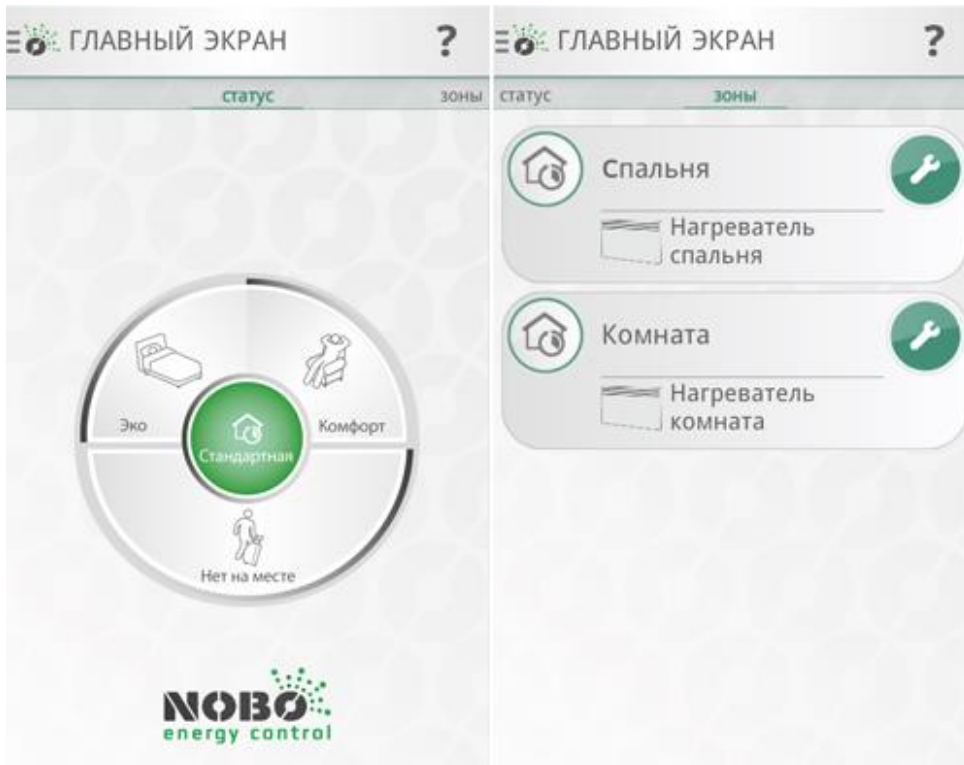 ГЛАВНЫЙ ЭКРАН ?
статус зоны
Эко
Комфорт
Стандартная
Нет на месте
NOBO
energy control
ГЛАВНЫЙ ЭКРАН ?
статус зоны
Спальня
Нагреватель
спальня
Комната
Нагреватель
комната